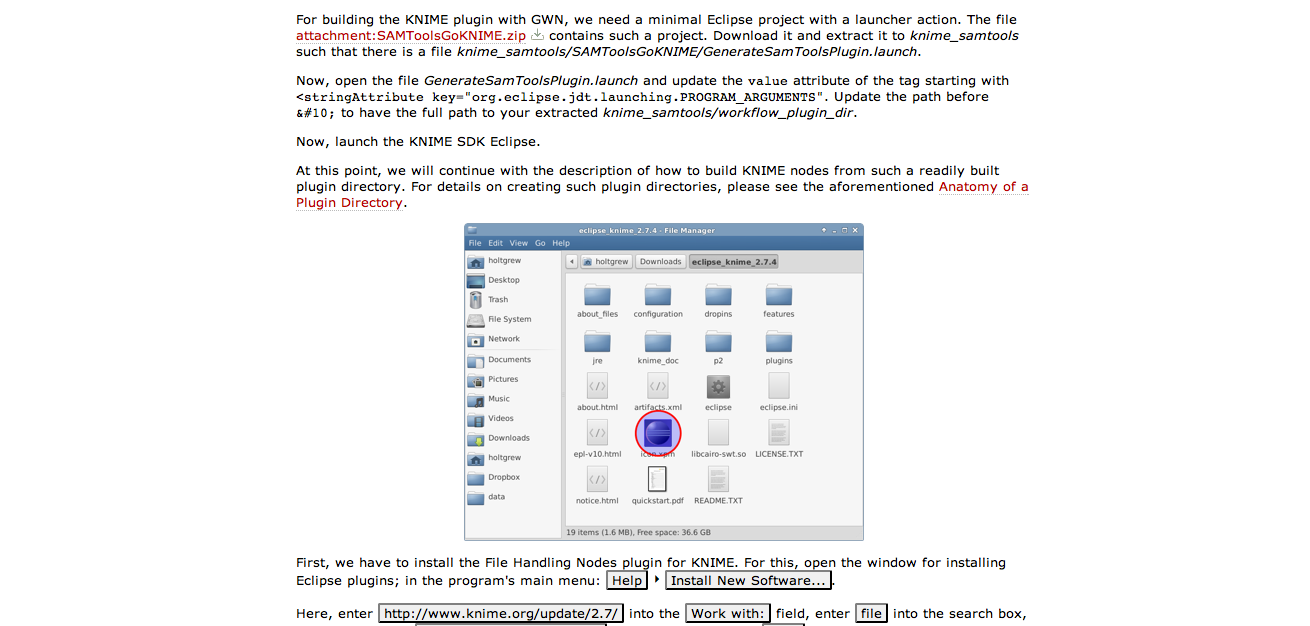 For building the KNIME plugin with GWN, we need a minimal Eclipse project with a launcher action. The file
attachment:SAMToolsGoKNIME.zip contains such a project. Download it and extract it to knime_samtools
such that there is a file knime_samtools/SAMToolsGoKNIME/GenerateSamToolsPlugin.launch.
Now, open the file GenerateSamToolsPlugin.launch and update the value attribute of the tag starting with
<stringAttribute key="org.eclipse.jdt.launching.PROGRAM_ARGUMENTS". Update the path before
&#10; to have the full path to your extracted knime_samtools/workflow_plugin_dir.
Now, launch the KNIME SDK Eclipse.
At this point, we will continue with the description of how to build KNIME nodes from such a readily built
plugin directory. For details on creating such plugin directories, please see the aforementioned Anatomy of a
Plugin Directory.
eclipse_knime_2.7.4 - File Manager
File Edit View Go Help
holtgrew
Desktop
Trash
File System
Network
Documents
Pictures
Music
Videos
Downloads
holtgrew
Dropbox
data
holtgrew Downloads eclipse_knime_2.7.4
about_files configuration dropins features
jre knime_doc p2 plugins
about.html artifacts.xml eclipse eclipse.ini
epl-v10.html icon.xpm libcairo-swt.so LICENSE.TXT
notice.html quickstart.pdf README.TXT
19 items (1.6 MB), Free space: 36.6 GB
First, we have to install the File Handling Nodes plugin for KNIME. For this, open the window for installing
Eclipse plugins; in the program's main menu: Help ‣ Install New Software....
Here, enter http://www.knime.org/update/2.7/ into the Work with: field, enter file into the search box,